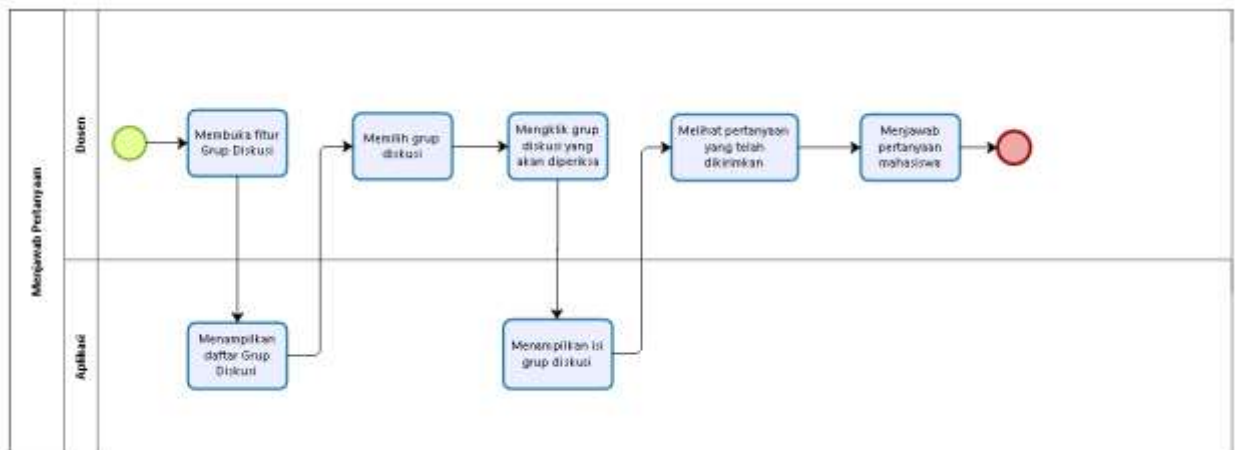 Menjawab Pertanyaan
Dosen
Membuka fitur
Grup Diskusi
Memilih grup
diskusi
Mengklik grup
diskusi yang
akan diperiksa
Melihat pertanyaan
yang telah
dikirimkan
Menjawab
pertanyaan
mahasiswa
Aplikasi
Menampilkan
daftar Grup
Diskusi
Menampilkan isi
grup diskusi